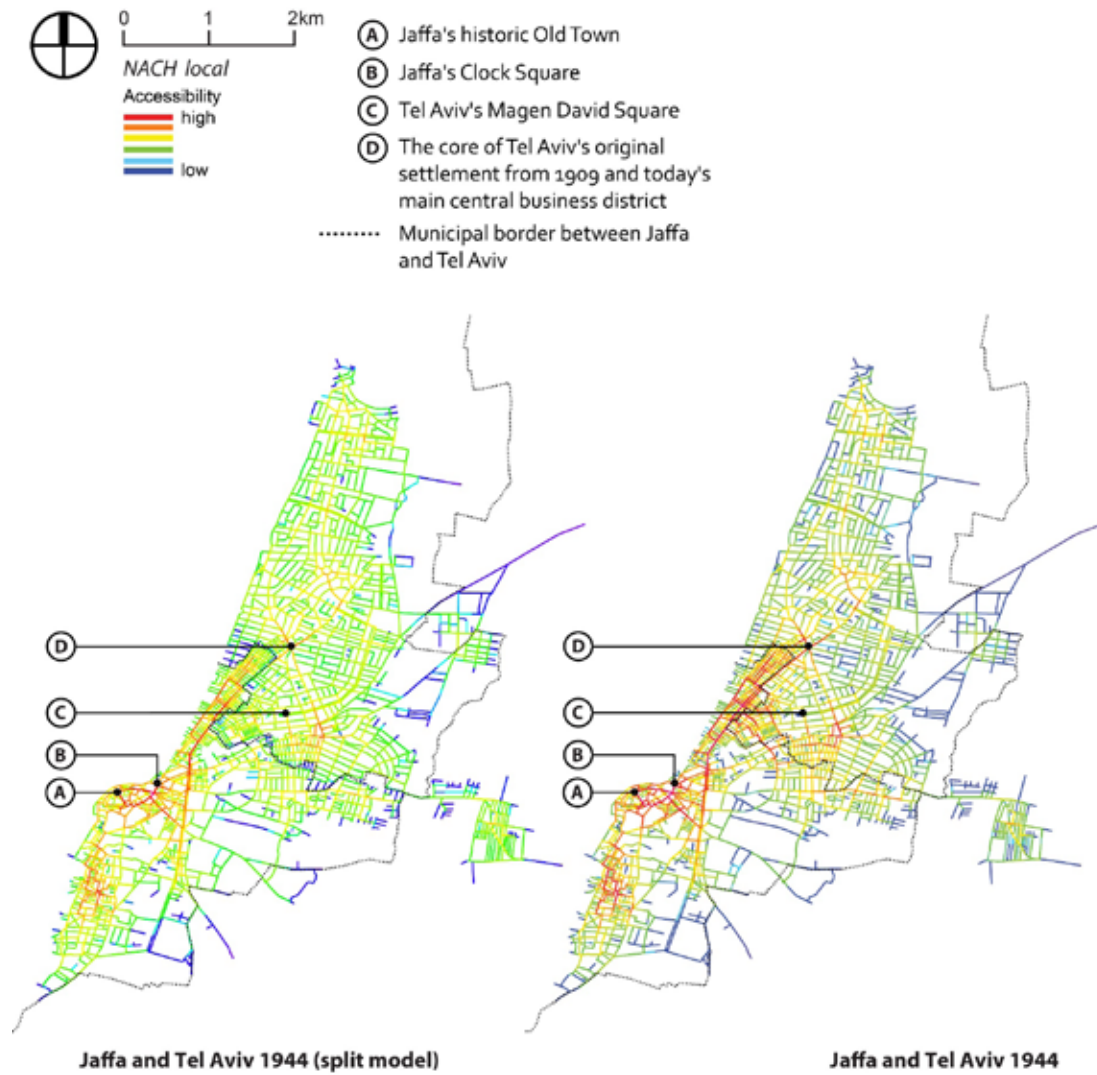 0 1 2km
NACH local
Accessibility
high
low
A Jaffa's historic Old Town
B Jaffa's Clock Square
C Tel Aviv's Magen David Square
D The core of Tel Aviv's original
settlement from 1909 and today's
main central business district
Municipal border between Jaffa
and Tel Aviv
D
C
B
A
D
C
B
A
Jaffa and Tel Aviv 1944 (split model)
Jaffa and Tel Aviv 1944